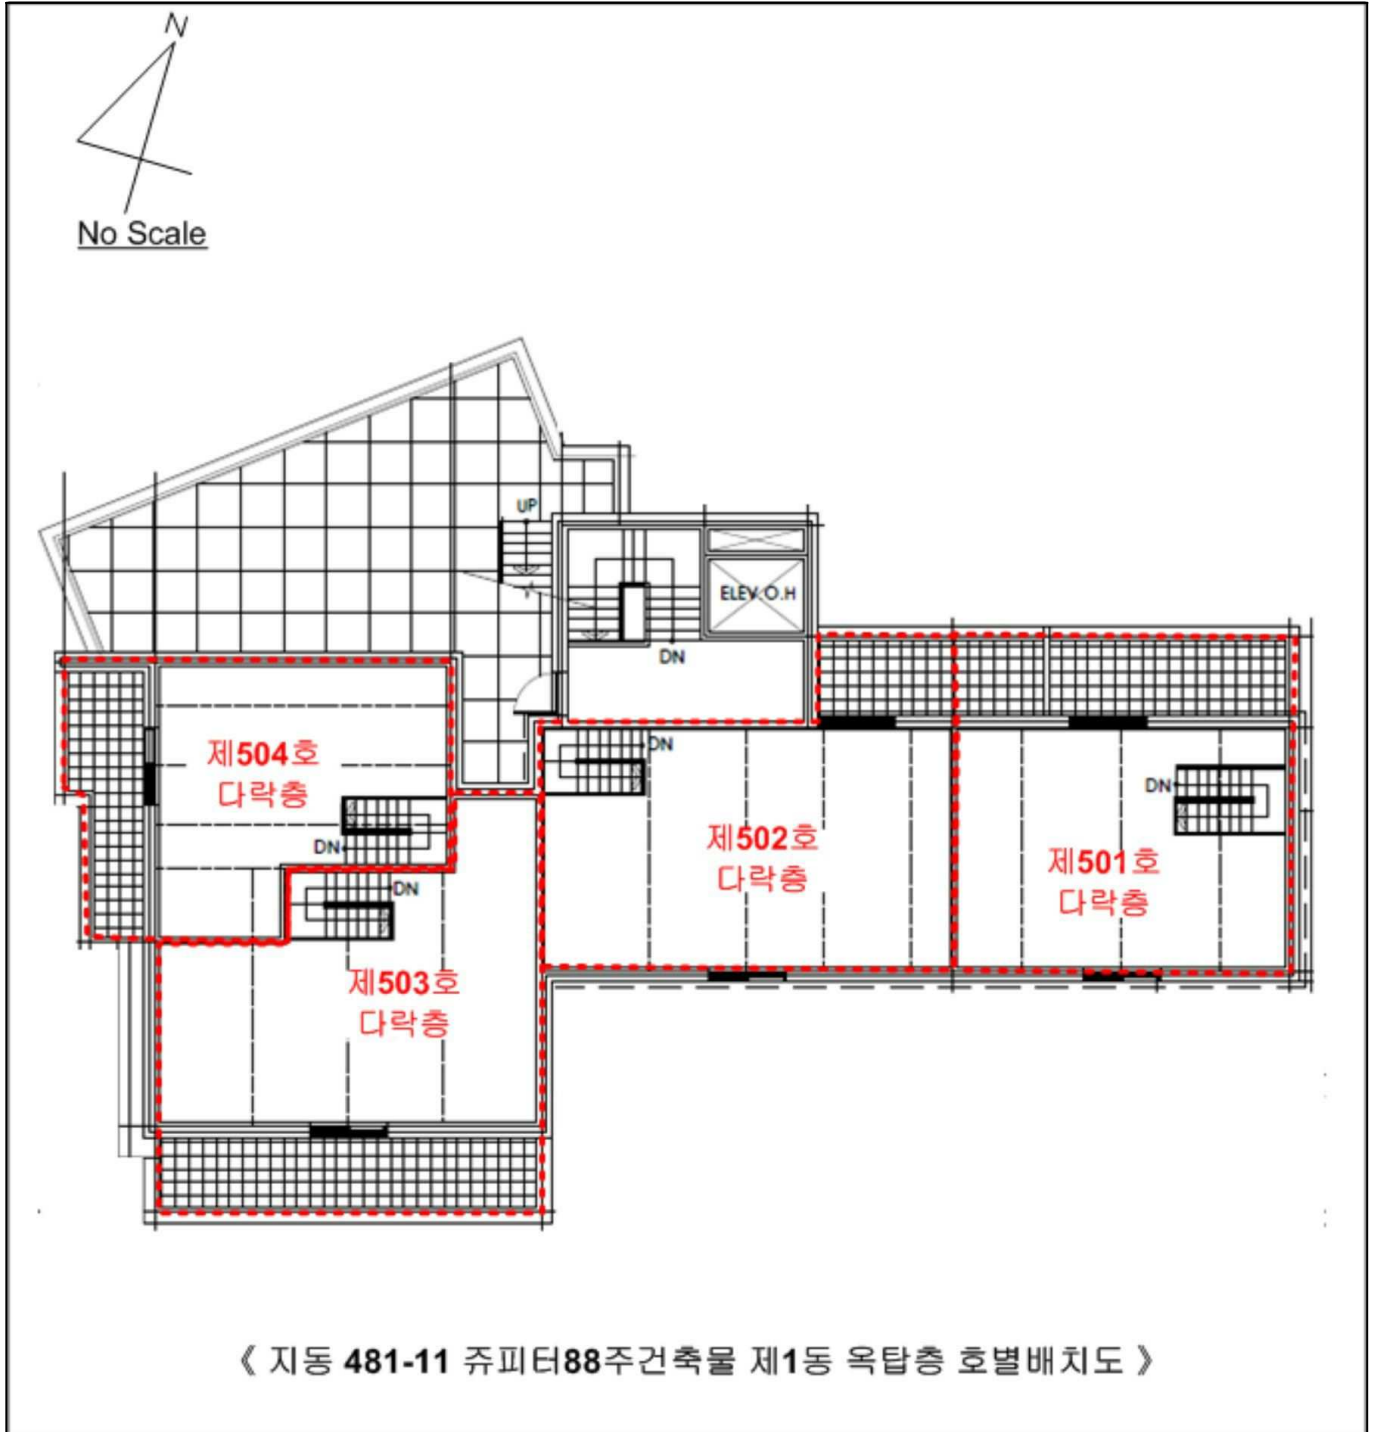 N
No Scale
UP
ELEV.O.H
DN
제504호
다락층
DN
DN
제502호
다락층
DN
제501호
다락층
DN
제503호
다락층
《 지동 481-11 쥬피터88주건축물 제1동 옥탑층 호별배치도 》